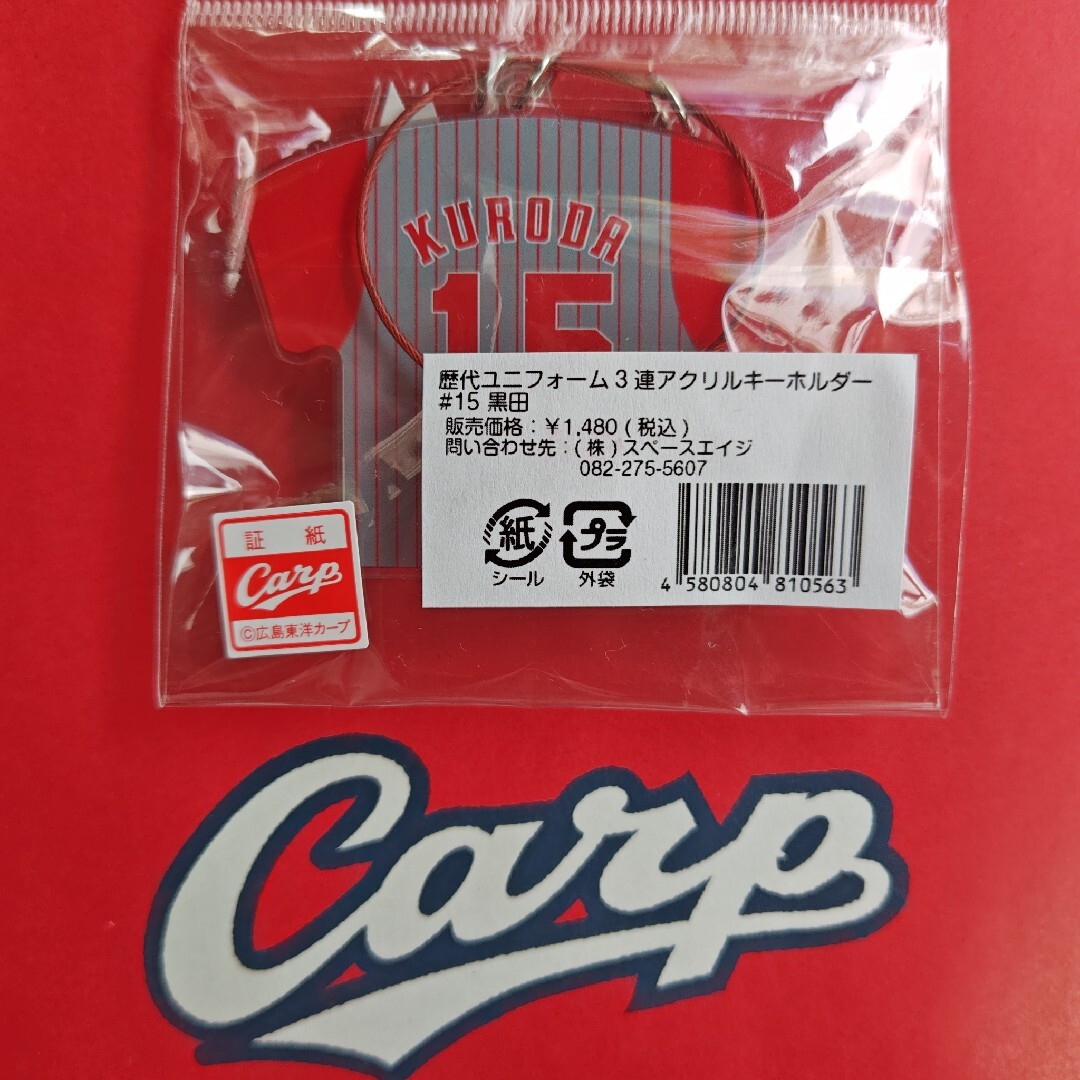 KURODA
15
歴代ユニフォーム3連アクリルキーホルダー
#15 黒田
販売価格：￥1,480(税込)
問い合わせ先：(株)スペースエイジ
082-275-5607
紙 プラ
シール 外袋
4 580804 810563
証 紙
Carp
©広島東洋カープ
Carp